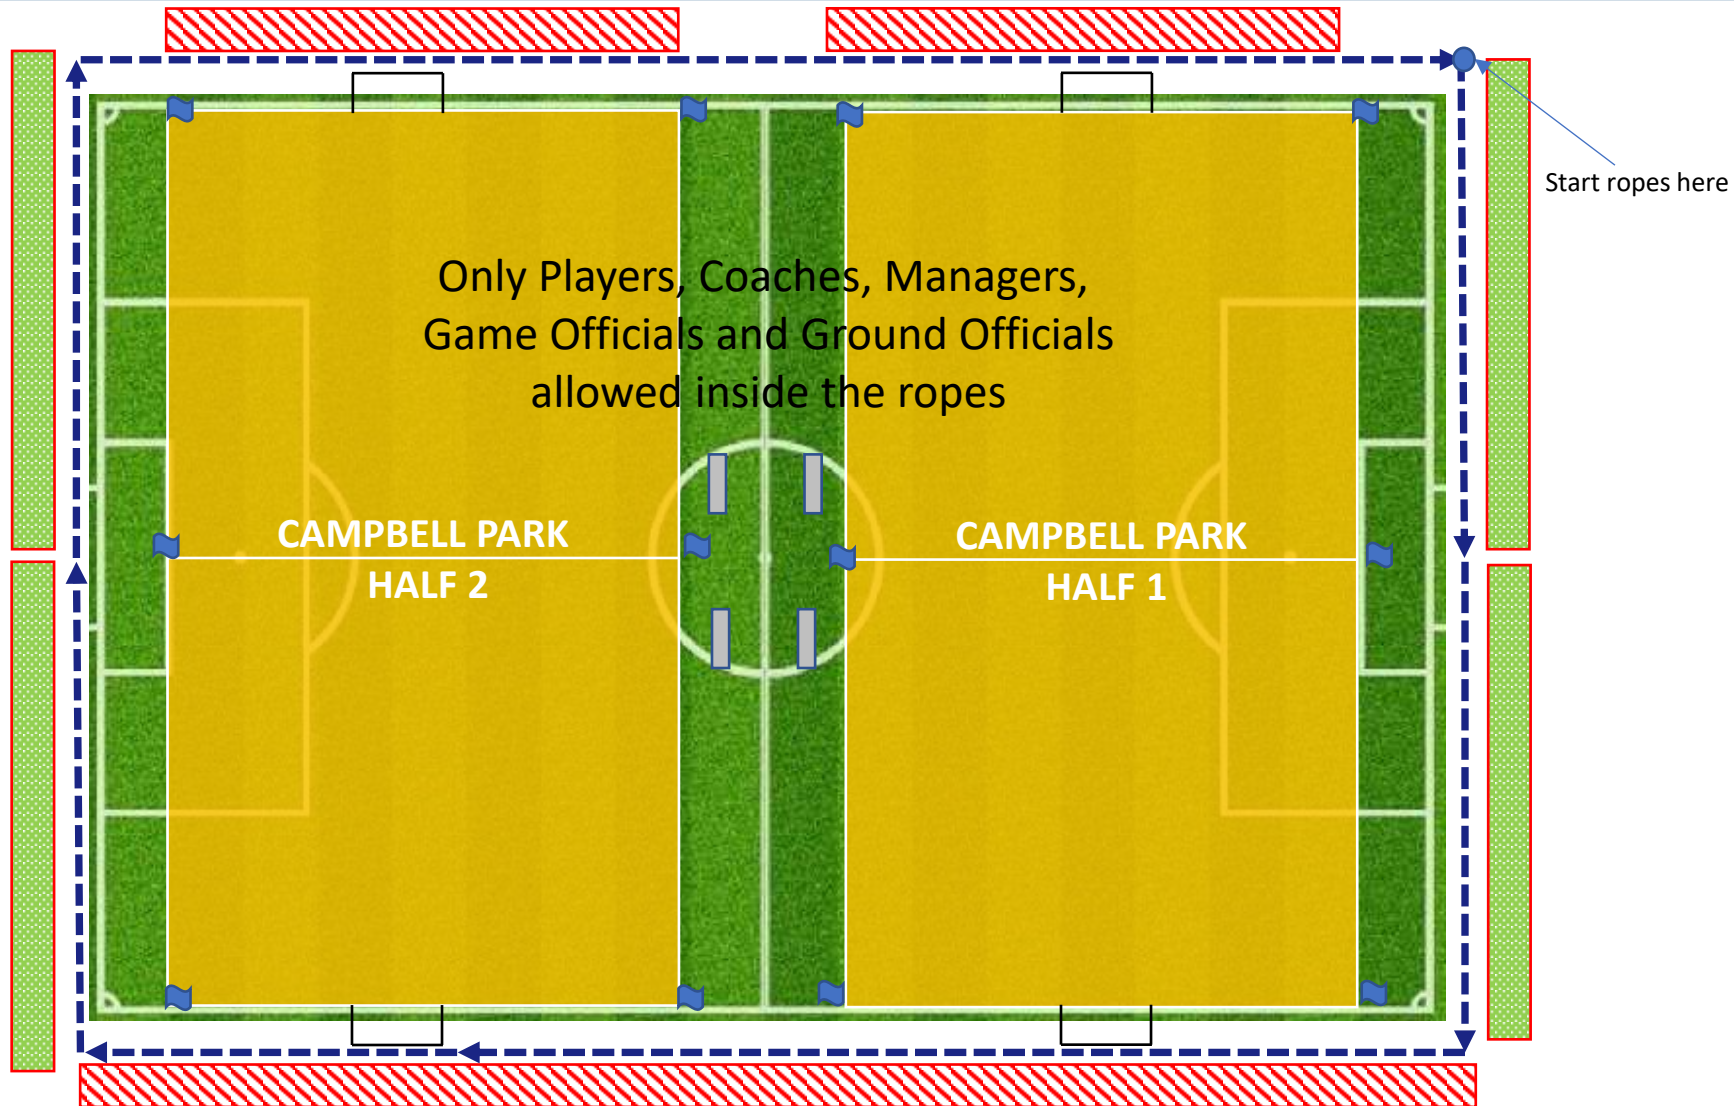 Start ropes here
Only Players, Coaches, Managers,
Game Officials and Ground Officials
allowed inside the ropes
CAMPBELL PARK
HALF 2
CAMPBELL PARK
HALF 1